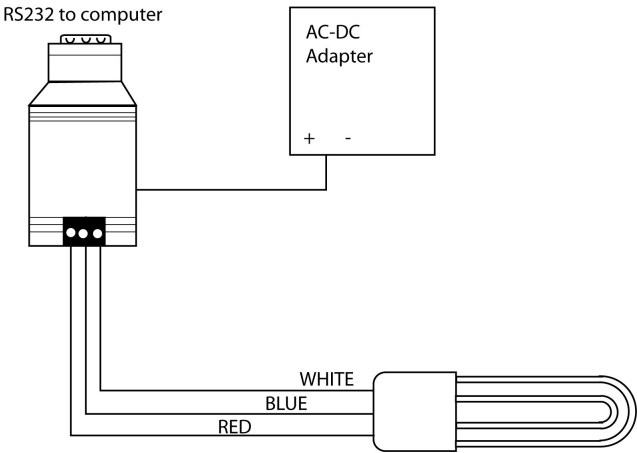 RS232 to computer
AC-DC
Adapter
+ -
WHITE
BLUE
RED